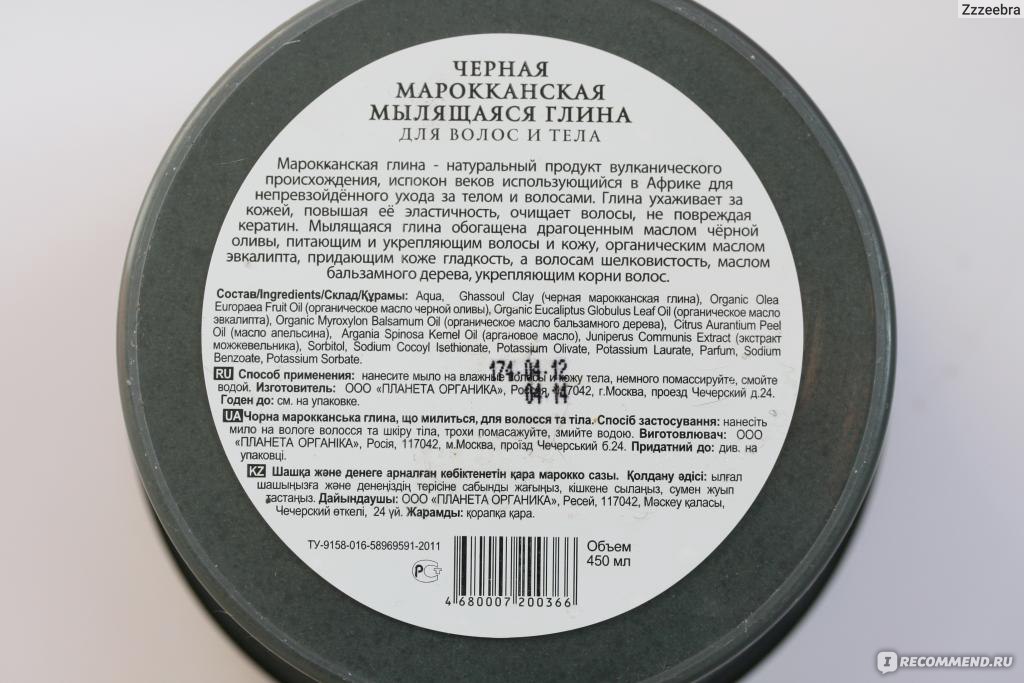 Zzzeebra
ЧЕРНАЯ
МАРОККАНСКАЯ
МЫЛЯЩАЯСЯ ГЛИНА
ДЛЯ ВОЛОС И ТЕЛА
Марокканская глина - натуральный продукт вулканического
происхождения, испокон веков использующийся в Африке для
непревзойдённого ухода за телом и волосами. Глина ухаживает за
кожей, повышая её эластичность, очищает волосы, не повреждая
кератин. Мылящаяся глина обогащена драгоценным маслом чёрной
оливы, питающим и укрепляющим волосы и кожу, органическим маслом
эвкалипта, придающим коже гладкость, а волосам шелковистость, маслом
бальзамного дерева, укрепляющим корни волос.
Состав/Ingredients/Склад/Құрамы: Aqua, Ghassoul Clay (черная марокканская глина), Organic Olea
Europaea Fruit Oil (органическое масло черной оливы), Organic Eucaliptus Globulus Leaf Oil (органическое масло
эвкалипта), Organic Myroxylon Balsamum Oil (органическое масло бальзамного дерева), Citrus Aurantium Peel
Oil (масло апельсина), Argania Spinosa Kernel Oil (аргановое масло), Juniperus Communis Extract (экстракт
можжевельника), Sorbitol, Sodium Cocoyl Isethionate, Potassium Olivate, Potassium Laurate, Parfum, Sodium
Benzoate, Potassium Sorbate.
174 04.12
04.14
RU Способ применения: нанесите мыло на влажные волосы и кожу тела, немного помассируйте, смойте
водой. Изготовитель: ООО «ПЛАНЕТА ОРГАНИКА», Россия, 117042, г.Москва, проезд Чечерский д.24.
Годен до: см. на упаковке.
UA Чорна марокканська глина, що милиться, для волосся та тіла. Спосіб застосування: нанесіть
мило на вологе волосся та шкіру тіла, трохи помасажуйте, змийте водою. Виготовлювач: ООО
«ПЛАНЕТА ОРГАНІКА», Росія, 117042, м.Москва, проїзд Чечерський б.24. Придатний до: див. на
упаковці.
KZ Шашқа және денеге арналған көбіктенетін қара марокко сазы. Қолдану әдісі: ылғал
шашыңызға және денеңіздің терісіне сабынды жағыңыз, кішкене сылаңыз, сумен жуып
тастаңыз. Дайындаушы: ООО «ПЛАНЕТА ОРГАНИКА», Ресей, 117042, Мәскеу қаласы,
Чечерский өткелі, 24 үй. Жарамды: қорапқа қара.
ТУ-9158-016-58969591-2011
Объем
450 мл
РСТ
4 680007 200366
IRECOMMEND.RU